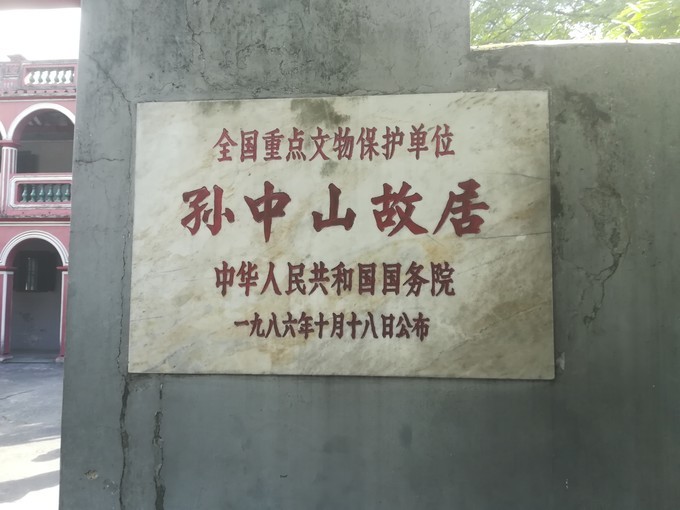 全国重点文物保护单位
孙中山故居
中华人民共和国国务院
一九八六年十月十八日公布